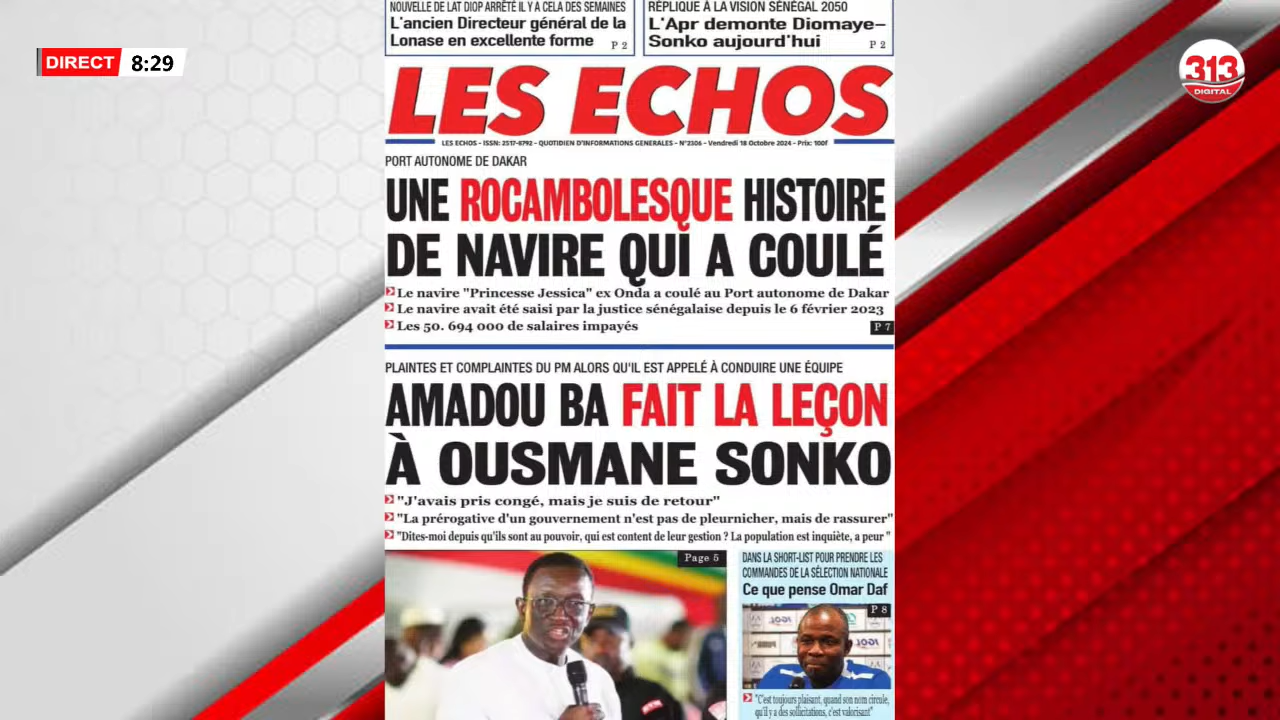 DIRECT 8:29
313
DIGITAL
NOUVELLE DE LAT DIOP ARRÊTÉ IL Y A CELA DES SEMAINES
L'ancien Directeur général de la
Lonase en excellente forme P 2
RÉPLIQUE À LA VISION SÉNÉGAL 2050
L'Apr demonte Diomaye-
Sonko aujourd'hui P 2
LES ECHOS
LES ECHOS - ISSN: 2517-8792 - QUOTIDIEN D'INFORMATIONS GENERALES - N°2306 - Vendredi 18 Octobre 2024 - Prix: 100f
PORT AUTONOME DE DAKAR
UNE ROCAMBOLESQUE HISTOIRE
DE NAVIRE QUI A COULÉ
Le navire "Princesse Jessica" ex Onda a coulé au Port autonome de Dakar
Le navire avait été saisi par la justice sénégalaise depuis le 6 février 2023
Les 50. 694 000 de salaires impayés
P 7
PLAINTES ET COMPLAINTES DU PM ALORS QU'IL EST APPELÉ À CONDUIRE UNE ÉQUIPE
AMADOU BA FAIT LA LEÇON
À OUSMANE SONKO
"J'avais pris congé, mais je suis de retour"
"La prérogative d'un gouvernement n'est pas de pleurnicher, mais de rassurer"
"Dites-moi depuis qu'ils sont au pouvoir, qui est content de leur gestion ? La population est inquiète, a peur "
Page 5
DANS LA SHORT-LIST POUR PRENDRE LES
COMMANDES DE LA SÉLECTION NATIONALE
Ce que pense Omar Daf
P 8
"C'est toujours plaisant, quand son nom circule,
qu'il y a des sollicitations, c'est valorisant"